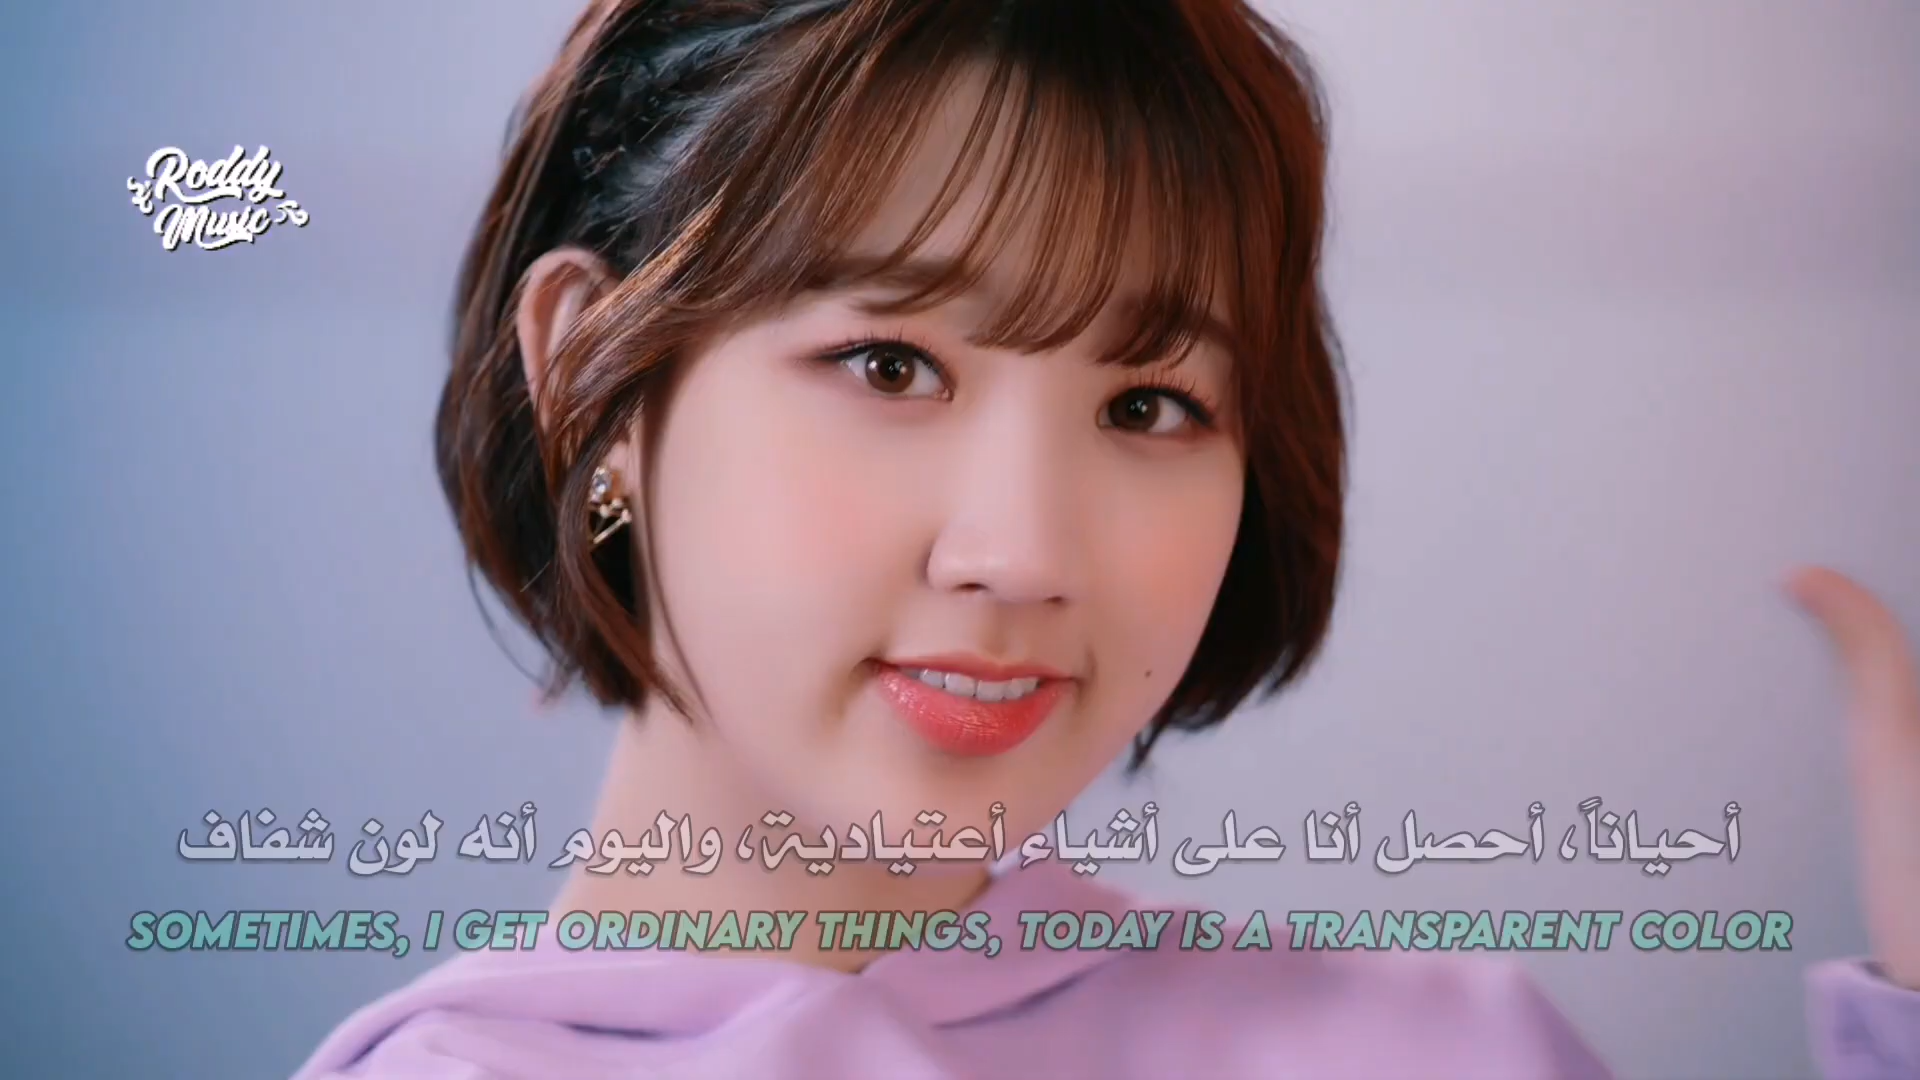 Roddy
Music
أحياناً، أحصل أنا على أشياء أعتيادية، واليوم أنه لون شفاف
SOMETIMES, I GET ORDINARY THINGS, TODAY IS A TRANSPARENT COLOR